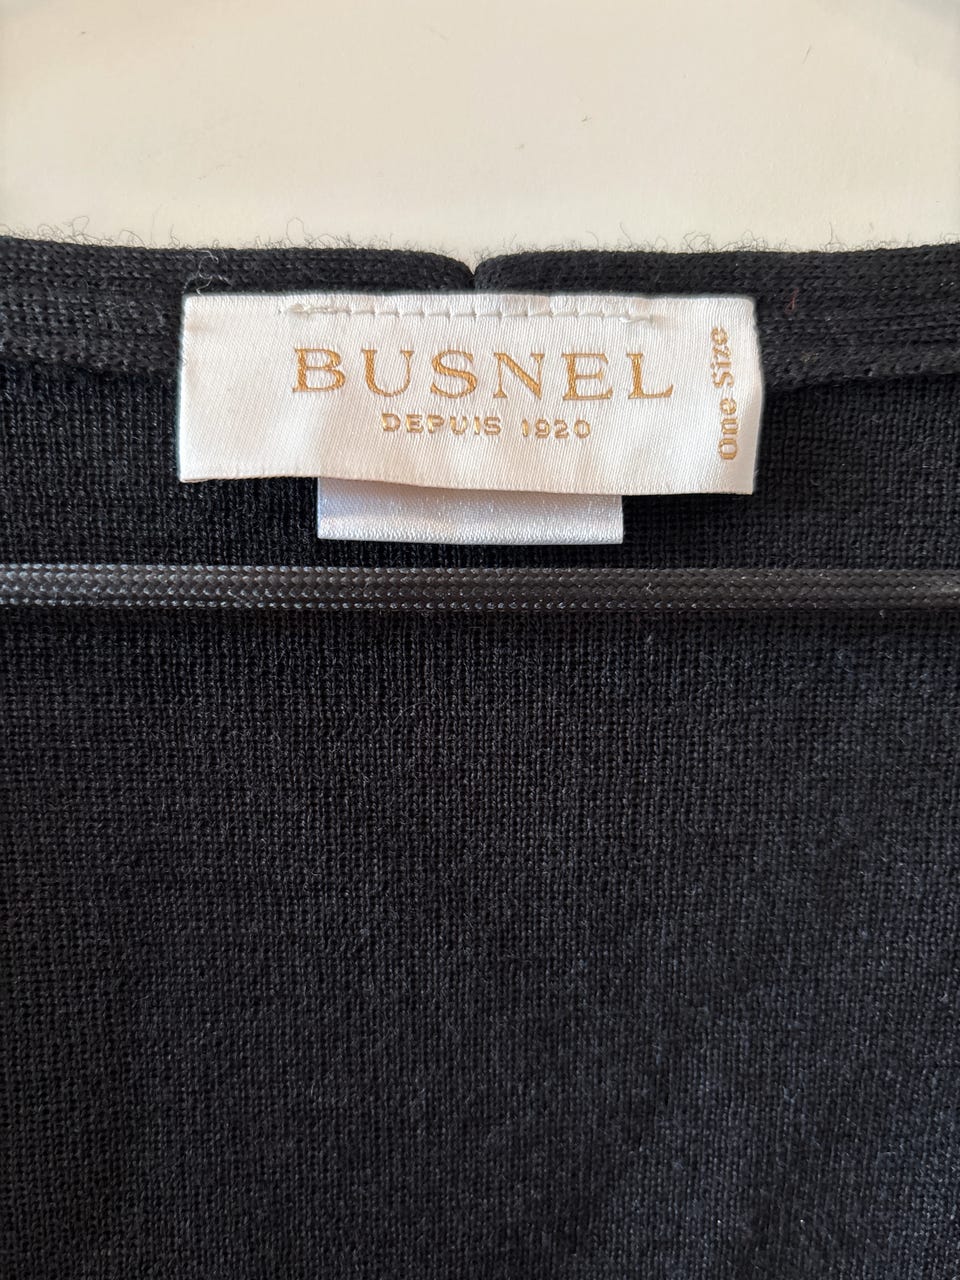 BUSNEL
DEPUIS 1920
One Size